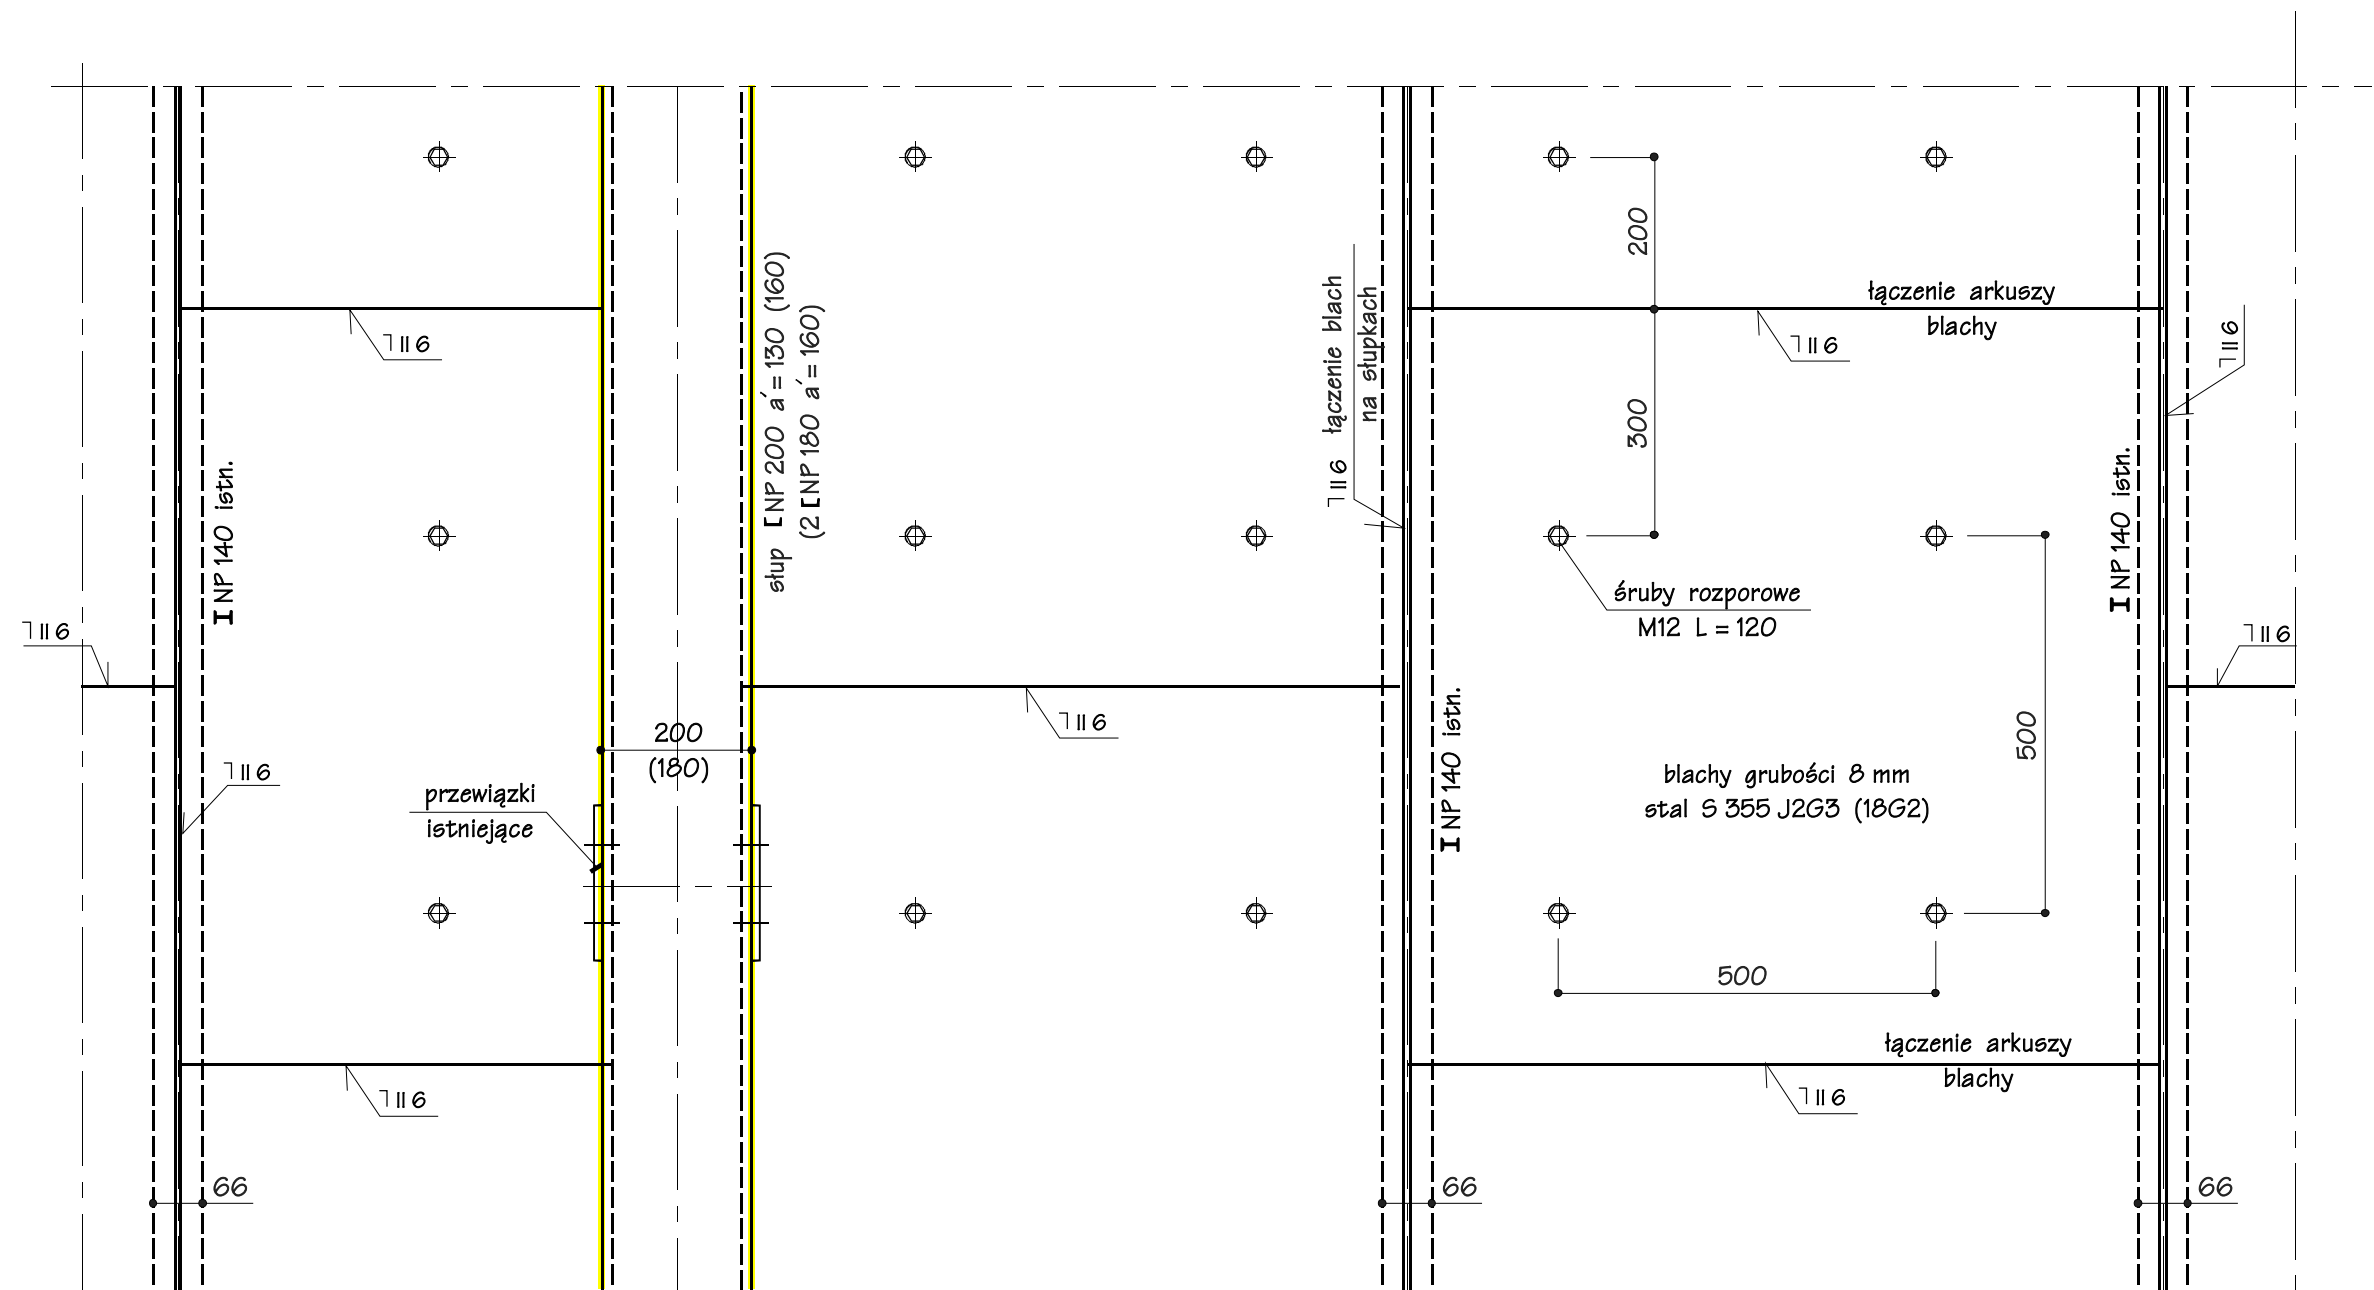 200
łączenie arkuszy
blachy
II 6
II 6
II 6
300
słup [ NP 200 a´= 130 (160)
(2 [ NP 180 a´= 160)
II 6 łączenie blach
na słupkach
I NP 140 istn.
I NP 140 istn.
śruby rozporowe
M12 L = 120
II 6
II 6
200
(180)
II 6
500
I NP 140 istn.
blachy grubości 8 mm
stal S 355 J2G3 (18G2)
II 6
przewiązki
istniejące
500
łączenie arkuszy
blachy
II 6
II 6
66
66
66